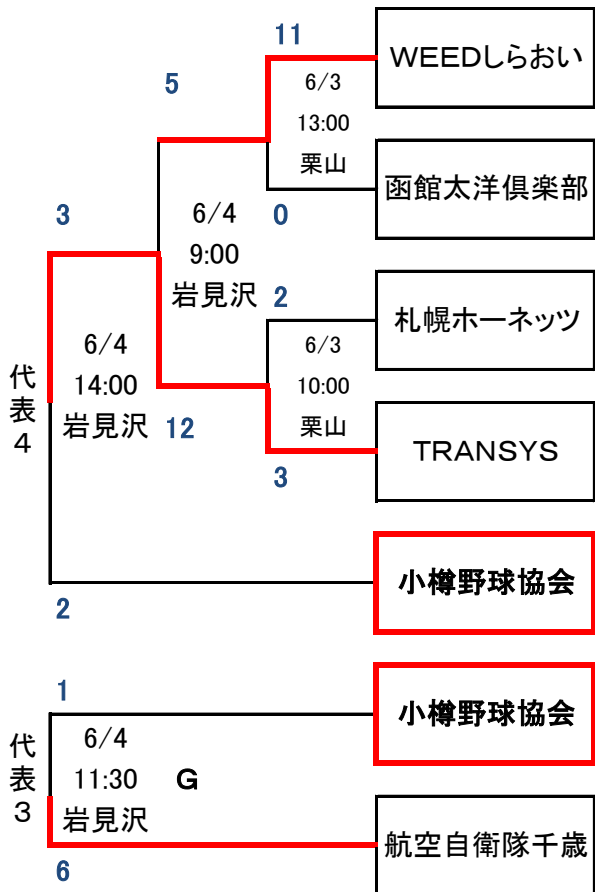 11
WEEDしらおい
5
6/3
13:00
栗山
函館太洋倶楽部
0
3
6/4
9:00
岩見沢
2
札幌ホーネッツ
6/3
10:00
栗山
TRANSYS
3
12
代表4
6/4
14:00
岩見沢
小樽野球協会
2
1
小樽野球協会
代表3
6/4
11:30
G
岩見沢
航空自衛隊千歳
6